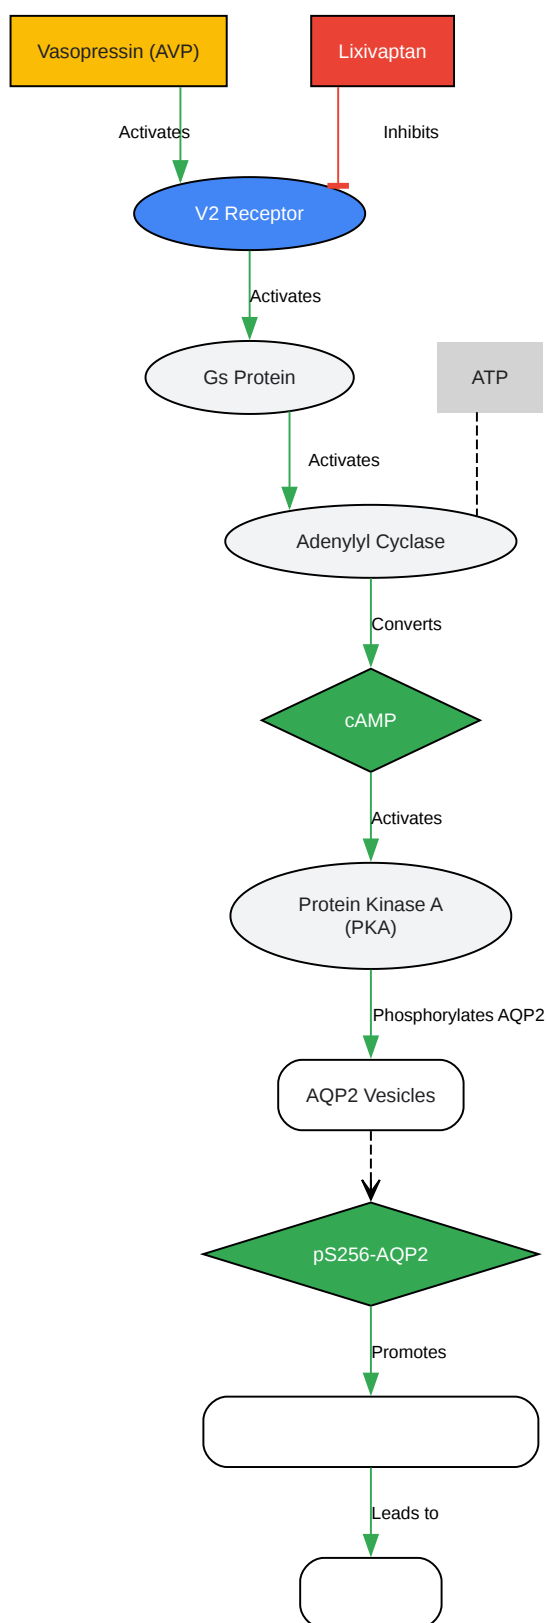 Vasopressin (AVP)
Lixivaptan
Activates
Inhibits
V2 Receptor
Activates
Gs Protein
ATP
Activates
Adenylyl Cyclase
Converts
cAMP
Activates
Protein Kinase A
(PKA)
Phosphorylates AQP2
AQP2 Vesicles
pS256-AQP2
Promotes
Leads to